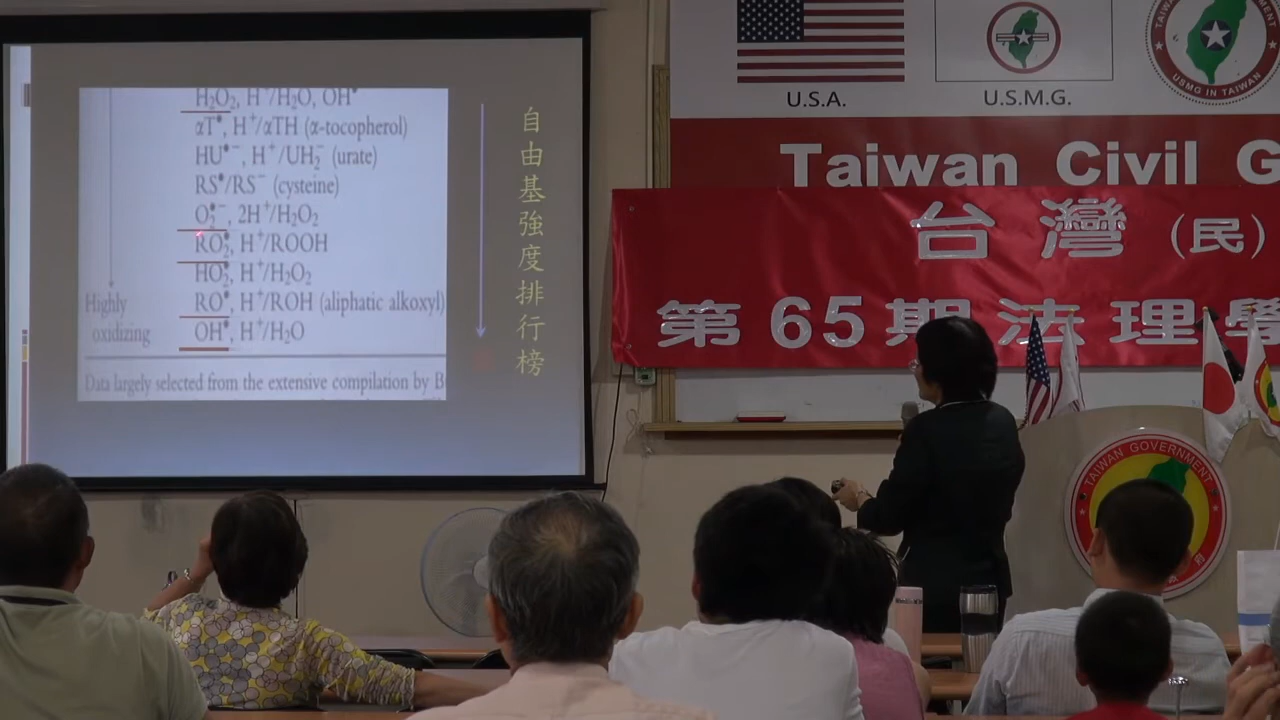 H₂O₂, H⁺/H₂O, OH•
αT•, H⁺/αTH (α-tocopherol)
HU•⁻, H⁺/UH₂⁻ (urate)
RS•/RS⁻ (cysteine)
O₂•⁻, 2H⁺/H₂O₂
RO₂•, H⁺/ROOH
HO₂•, H⁺/H₂O₂
Highly
oxidizing
RO•, H⁺/ROH (aliphatic alkoxyl)
OH•, H⁺/H₂O
Data largely selected from the extensive compilation by B
自由基強度排行榜
U.S.A.
U.S.M.G.
USMG IN TAIWAN
Taiwan Civil G
台灣(民)
第65期法理學
TAIWAN GOVERNMENT